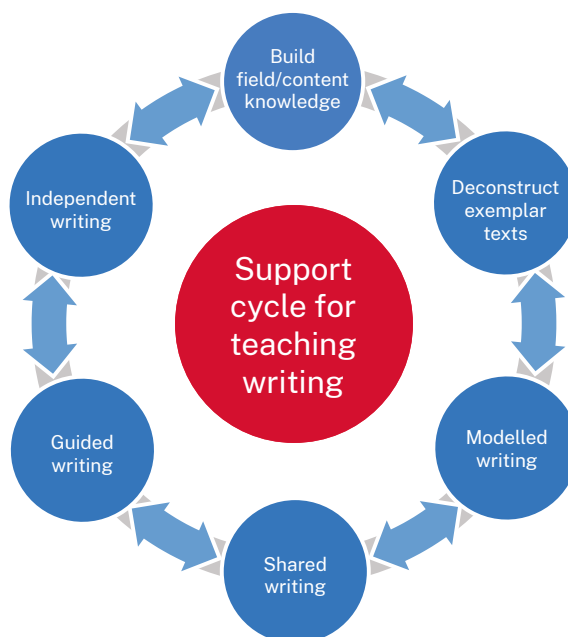 Build
field/content
knowledge
Deconstruct
exemplar
texts
Modelled
writing
Shared
writing
Guided
writing
Independent
writing
Support
cycle for
teaching
writing